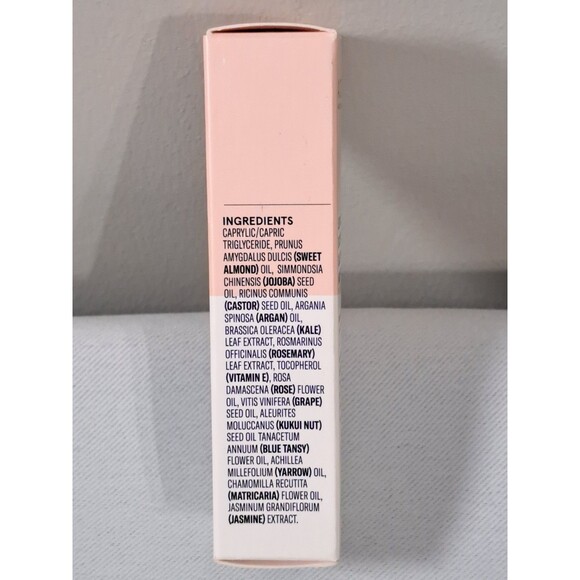 INGREDIENTS
CAPRYLIC/CAPRIC
TRIGLYCERIDE, PRUNUS
AMYGDALUS DULCIS (SWEET
ALMOND) OIL, SIMMONDSIA
CHINENSIS (JOJOBA) SEED
OIL, RICINUS COMMUNIS
(CASTOR) SEED OIL, ARGANIA
SPINOSA (ARGAN) OIL,
BRASSICA OLERACEA (KALE)
LEAF EXTRACT, ROSMARINUS
OFFICINALIS (ROSEMARY)
LEAF EXTRACT, TOCOPHEROL
(VITAMIN E), ROSA
DAMASCENA (ROSE) FLOWER
OIL, VITIS VINIFERA (GRAPE)
SEED OIL, ALEURITES
MOLUCCANUS (KUKUI NUT)
SEED OIL TANACETUM
ANNUUM (BLUE TANSY)
FLOWER OIL, ACHILLEA
MILLEFOLIUM (YARROW) OIL,
CHAMOMILLA RECUTITA
(MATRICARIA) FLOWER OIL,
JASMINUM GRANDIFLORUM
(JASMINE) EXTRACT.